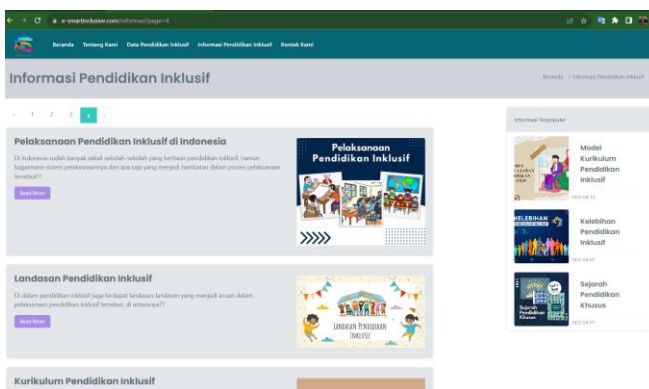 e-smartinclusive.com/informasi?page=4
Beranda Tentang Kami Data Pendidikan Inklusif Informasi Pendidikan Inklusif Kontak Kami
Informasi Pendidikan Inklusif
Beranda / Informasi Pendidikan Inklusif
1 2 3 4
Informasi Terpopuler
Pelaksanaan Pendidikan Inklusif di Indonesia
Di Indonesia sudah banyak sekali sekolah-sekolah yang berbasis pendidikan inklusif, namun
bagaimana sistem pelaksanaannya dan apa saja yang menjadi hambatan dalam proses pelaksanaan
tersebut??
Read More
Pelaksanaan
Pendidikan Inklusif
Model
Kurikulum
Pendidikan
Inklusif
KELEBIHAN
Kelebihan
Pendidikan
Inklusif
Landasan Pendidikan Inklusif
Di dalam pendidikan inklusif juga terdapat landasan-landasan yang menjadi acuan dalam
pelaksanaan pendidikan inklusif tersebut, di antaranya??
Read More
LANDASAN PENDIDIKAN
INKLUSIF
Sejarah
Pendidikan
Khusus
Sejarah
Pendidikan
Khusus
Kurikulum Pendidikan Inklusif